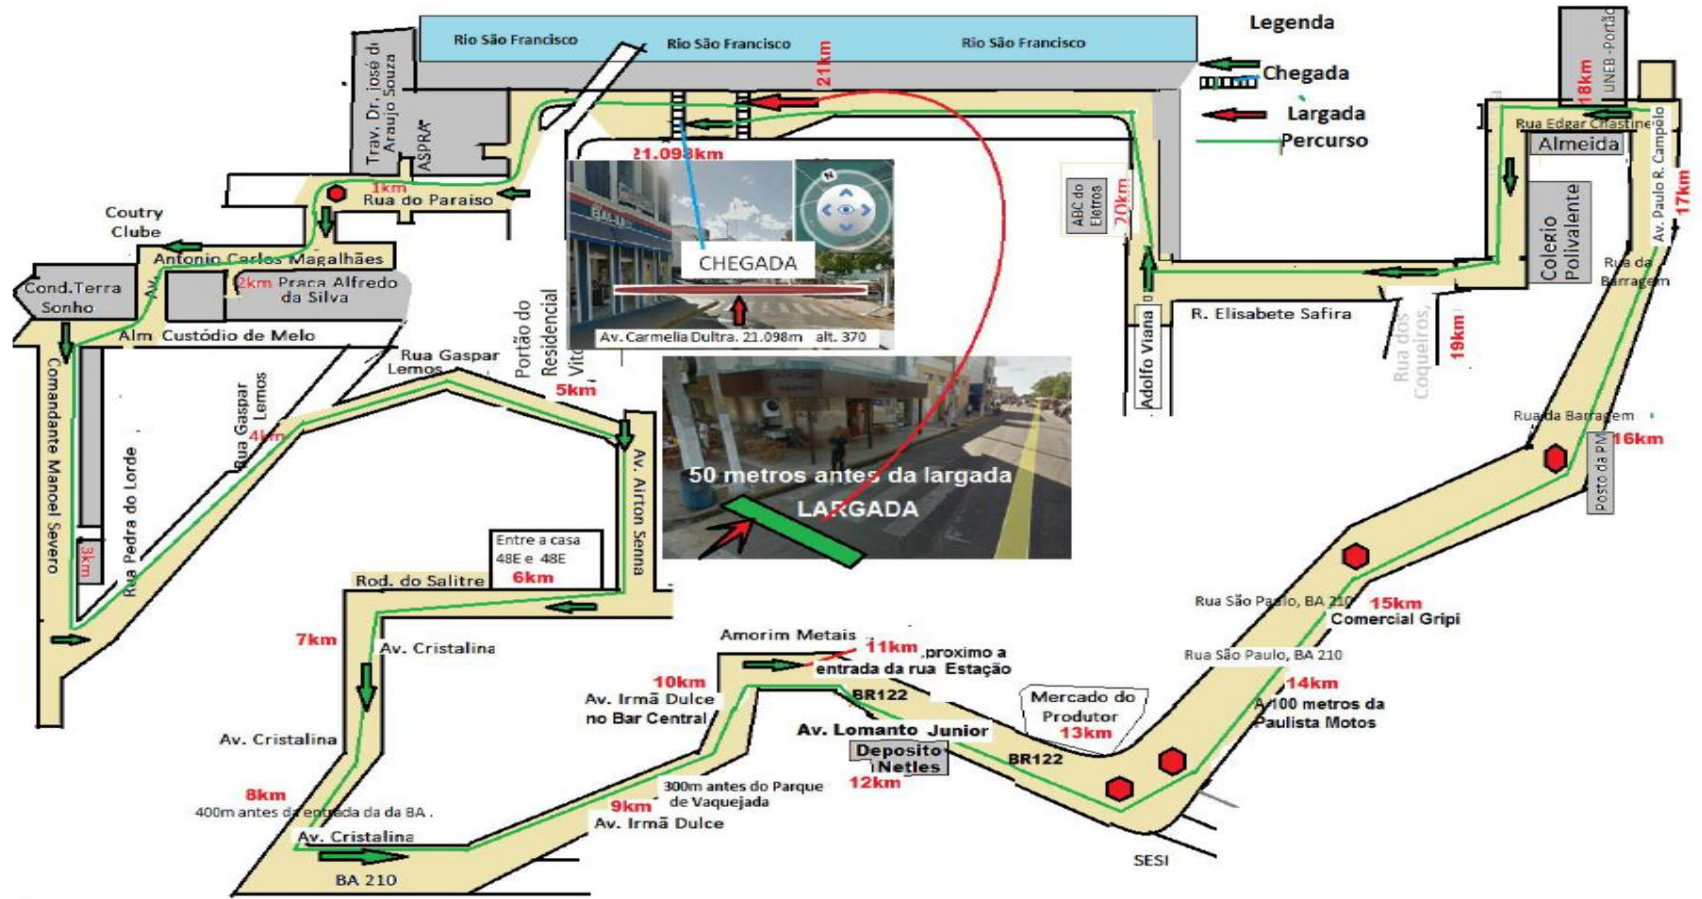 Rio São Francisco
Rio São Francisco
Rio São Francisco
Legenda
Chegada
Largada
Percurso
21km
21.098km
Trav. Dr. josé d
Araujo Souza
ASPRA
1km
Rua do Paraiso
Coutry
Clube
Antonio Carlos Magalhães
Av.
2km Praça Alfredo
da Silva
Cond.Terra
Sonho
Alm Custódio de Melo
Comandante Manoel Severo
3km
Rua Pedra do Lorde
Rua Gaspar
Lemos
4km
Rua Gaspar
Lemos
5km
Portão do
Residencial
BAHIA
N
CHEGADA
Av. Carmelia Dultra. 21.098m alt. 370
50 metros antes da largada
LARGADA
Av. Airton Senna
Entre a casa
48E e 48E
6km
Rod. do Salitre
7km
Av. Cristalina
Av. Cristalina
8km
400m antes da entrada da da BA .
Av. Cristalina
BA 210
9km
Av. Irmã Dulce
300m antes do Parque
de Vaquejada
10km
Av. Irmã Dulce
no Bar Central
Amorim Metais
11km
proximo a
entrada da rua Estação
BR122
Av. Lomanto Junior
Deposito
Netles
12km
BR122
Mercado do
Produtor
13km
SESI
14km
A 100 metros da
Paulista Motos
Rua São Paulo, BA 210
Rua São Paulo, BA 210
15km
Comercial Gripi
16km
Posto da PM
Rua da Barragem
Rua da
Barragem
17km
Av. Paulo R. Campêlo
18km
UNEB -Portão
Rua Edgar Chastine
Almeida
Colegio
Polivalente
19km
Rua dos
Coqueiros,
R. Elisabete Safira
Adolfo Viana
20km
ABC do
Eletros